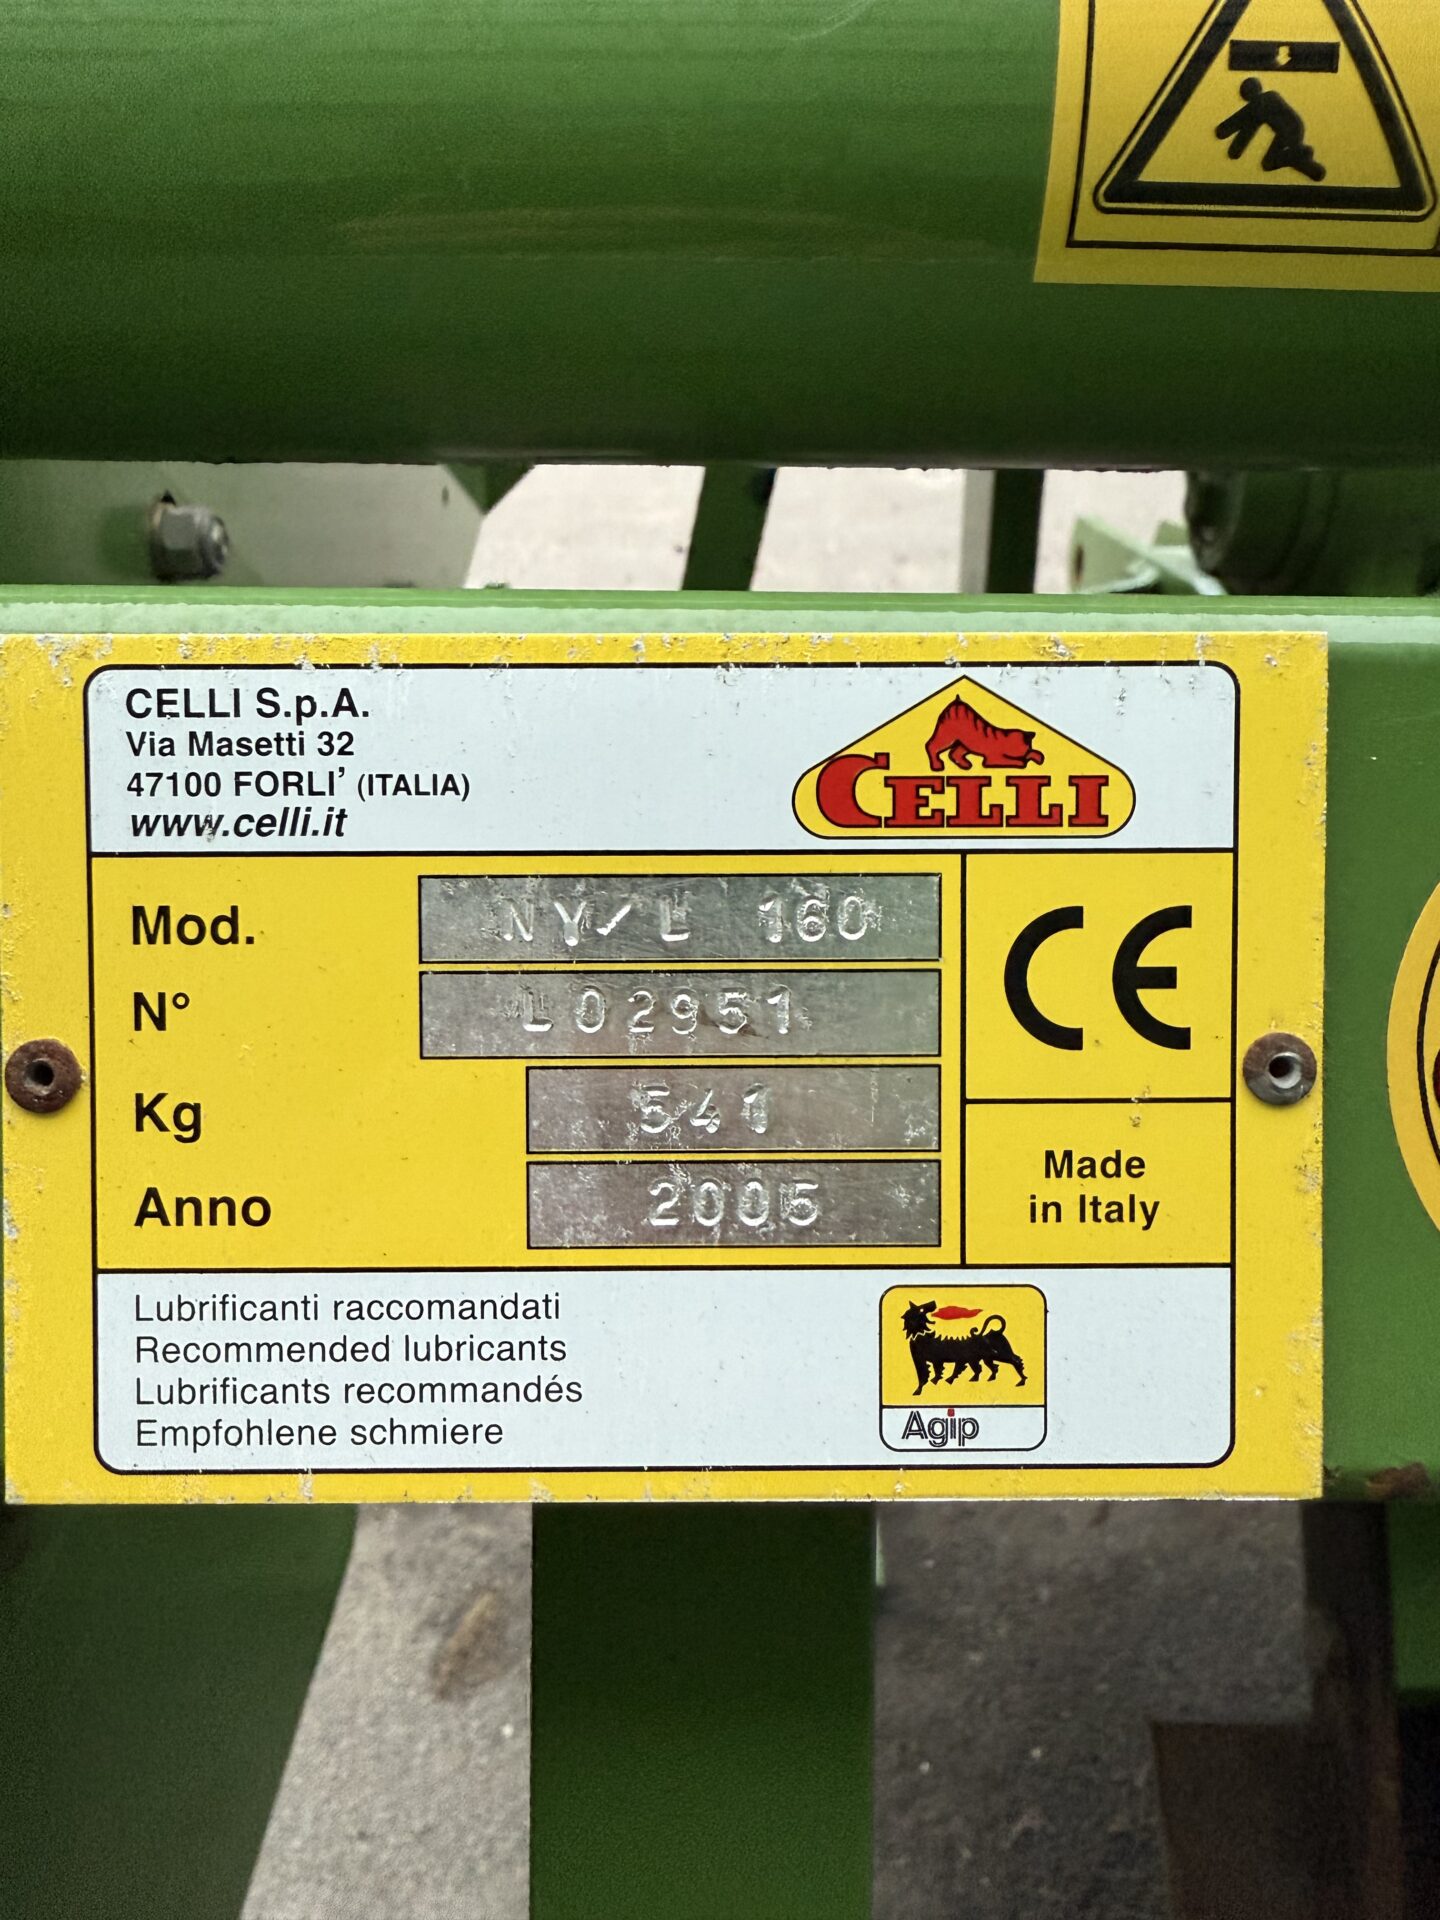 CELLI S.p.A.
Via Masetti 32
47100 FORLI' (ITALIA)
www.celli.it
CELLI
Mod. NY/L 160
N° L02951
Kg 541
Anno 2005
CE
Made
in Italy
Lubrificanti raccomandati
Recommended lubricants
Lubrificants recommandés
Empfohlene schmiere
Agip